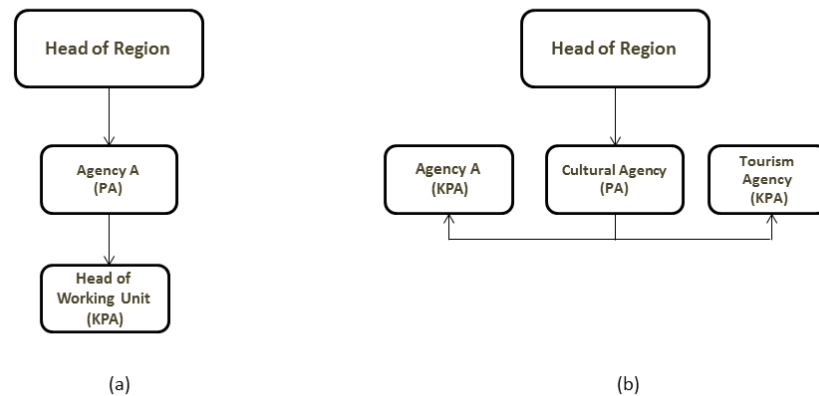 Head of Region
Agency A
(PA)
Head of
Working Unit
(KPA)
(a)
Head of Region
Agency A
(KPA)
Cultural Agency
(PA)
Tourism
Agency
(KPA)
(b)